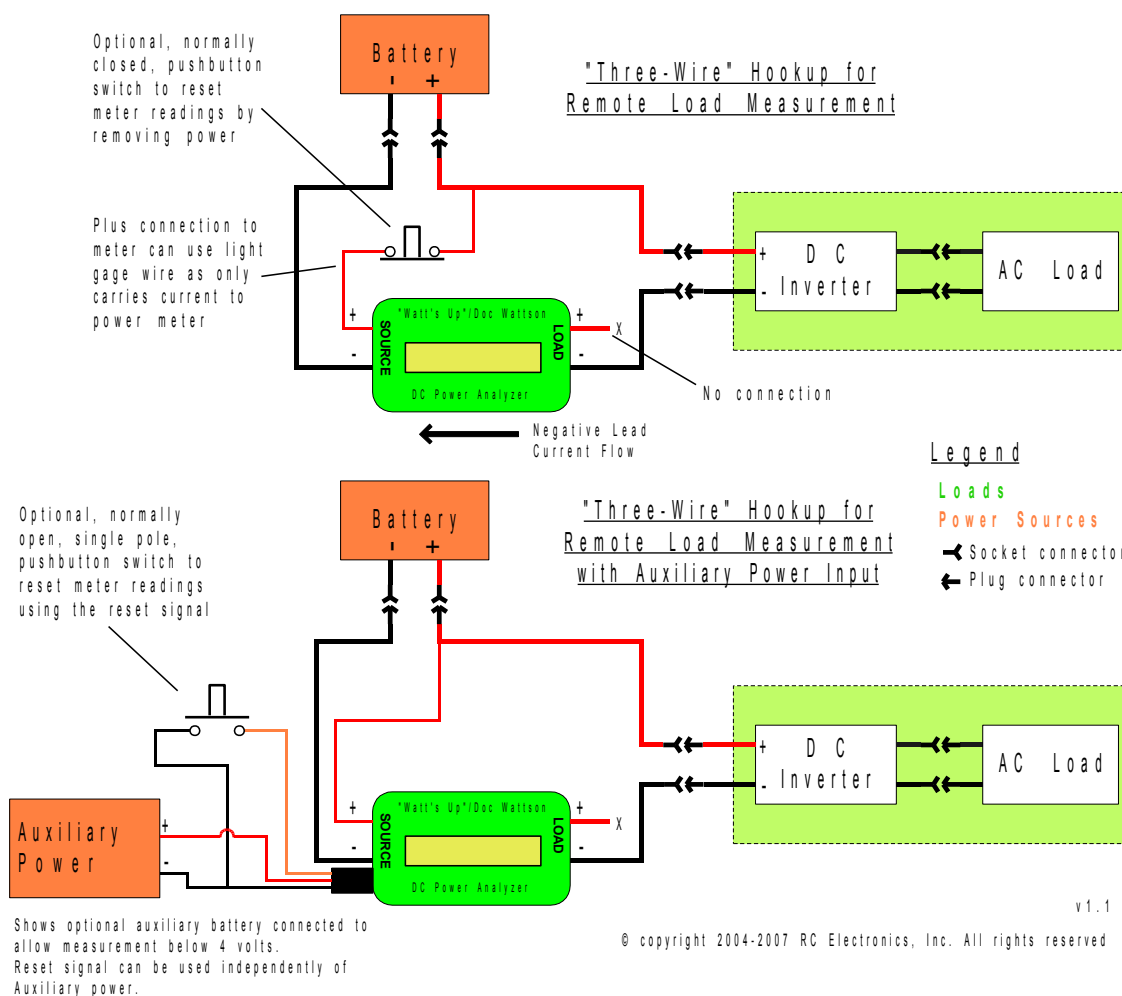 Optional, normally
closed, pushbutton
switch to reset
meter readings by
removing power
Battery
- +
"Three-Wire" Hookup for
Remote Load Measurement
Plus connection to
meter can use light
gage wire as only
carries current to
power meter
+
-
SOURCE
"Watt's Up"/Doc Wattson
DC Power Analyzer
LOAD
+
-
x
No connection
+
-
DC
Inverter
AC Load
Negative Lead
Current Flow
Legend
Loads
Power Sources
Socket connector
Plug connector
Optional, normally
open, single pole,
pushbutton switch to
reset meter readings
using the reset signal
Battery
- +
"Three-Wire" Hookup for
Remote Load Measurement
with Auxiliary Power Input
Auxiliary
Power
+
-
+
-
SOURCE
"Watt's Up"/Doc Wattson
DC Power Analyzer
LOAD
+
-
x
+
-
DC
Inverter
AC Load
Shows optional auxiliary battery connected to
allow measurement below 4 volts.
Reset signal can be used independently of
Auxiliary power.
v1.1
© copyright 2004-2007 RC Electronics, Inc. All rights reserved